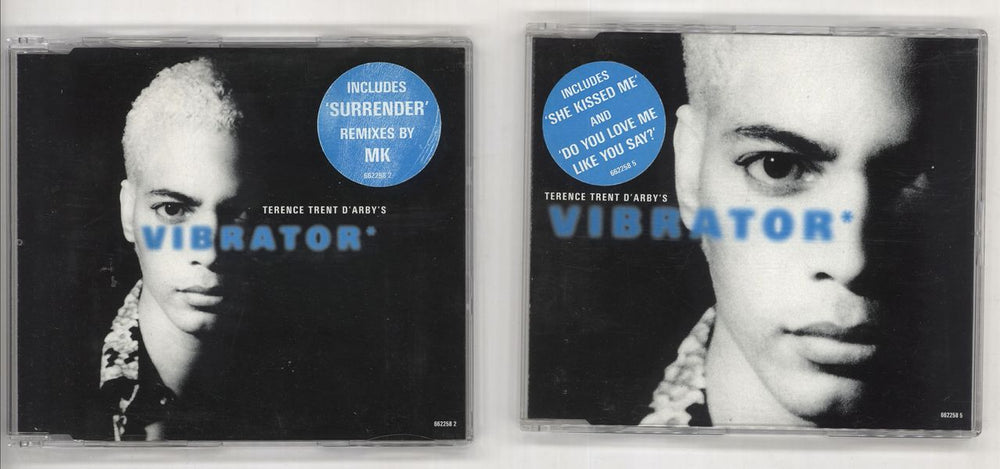 INCLUDES
'SURRENDER'
REMIXES BY
MK
662258 2
TERENCE TRENT D'ARBY'S
VIBRATOR*
662258 2
INCLUDES
'SHE KISSED ME'
AND
'DO YOU LOVE ME
LIKE YOU SAY?'
662258 5
TERENCE TRENT D'ARBY'S
VIBRATOR*
662258 5